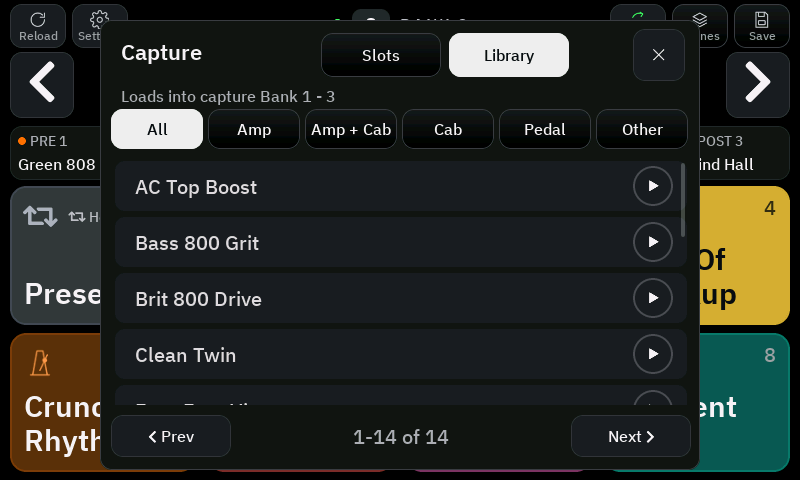 Reload
Save
Capture
Slots
Library
Loads into capture Bank 1 - 3
All
Amp
Amp + Cab
Cab
Pedal
Other
PRE 1
POST 3
Green 808
AC Top Boost
4
Bass 800 Grit
Brit 800 Drive
Clean Twin
8
Prev
1-14 of 14
Next